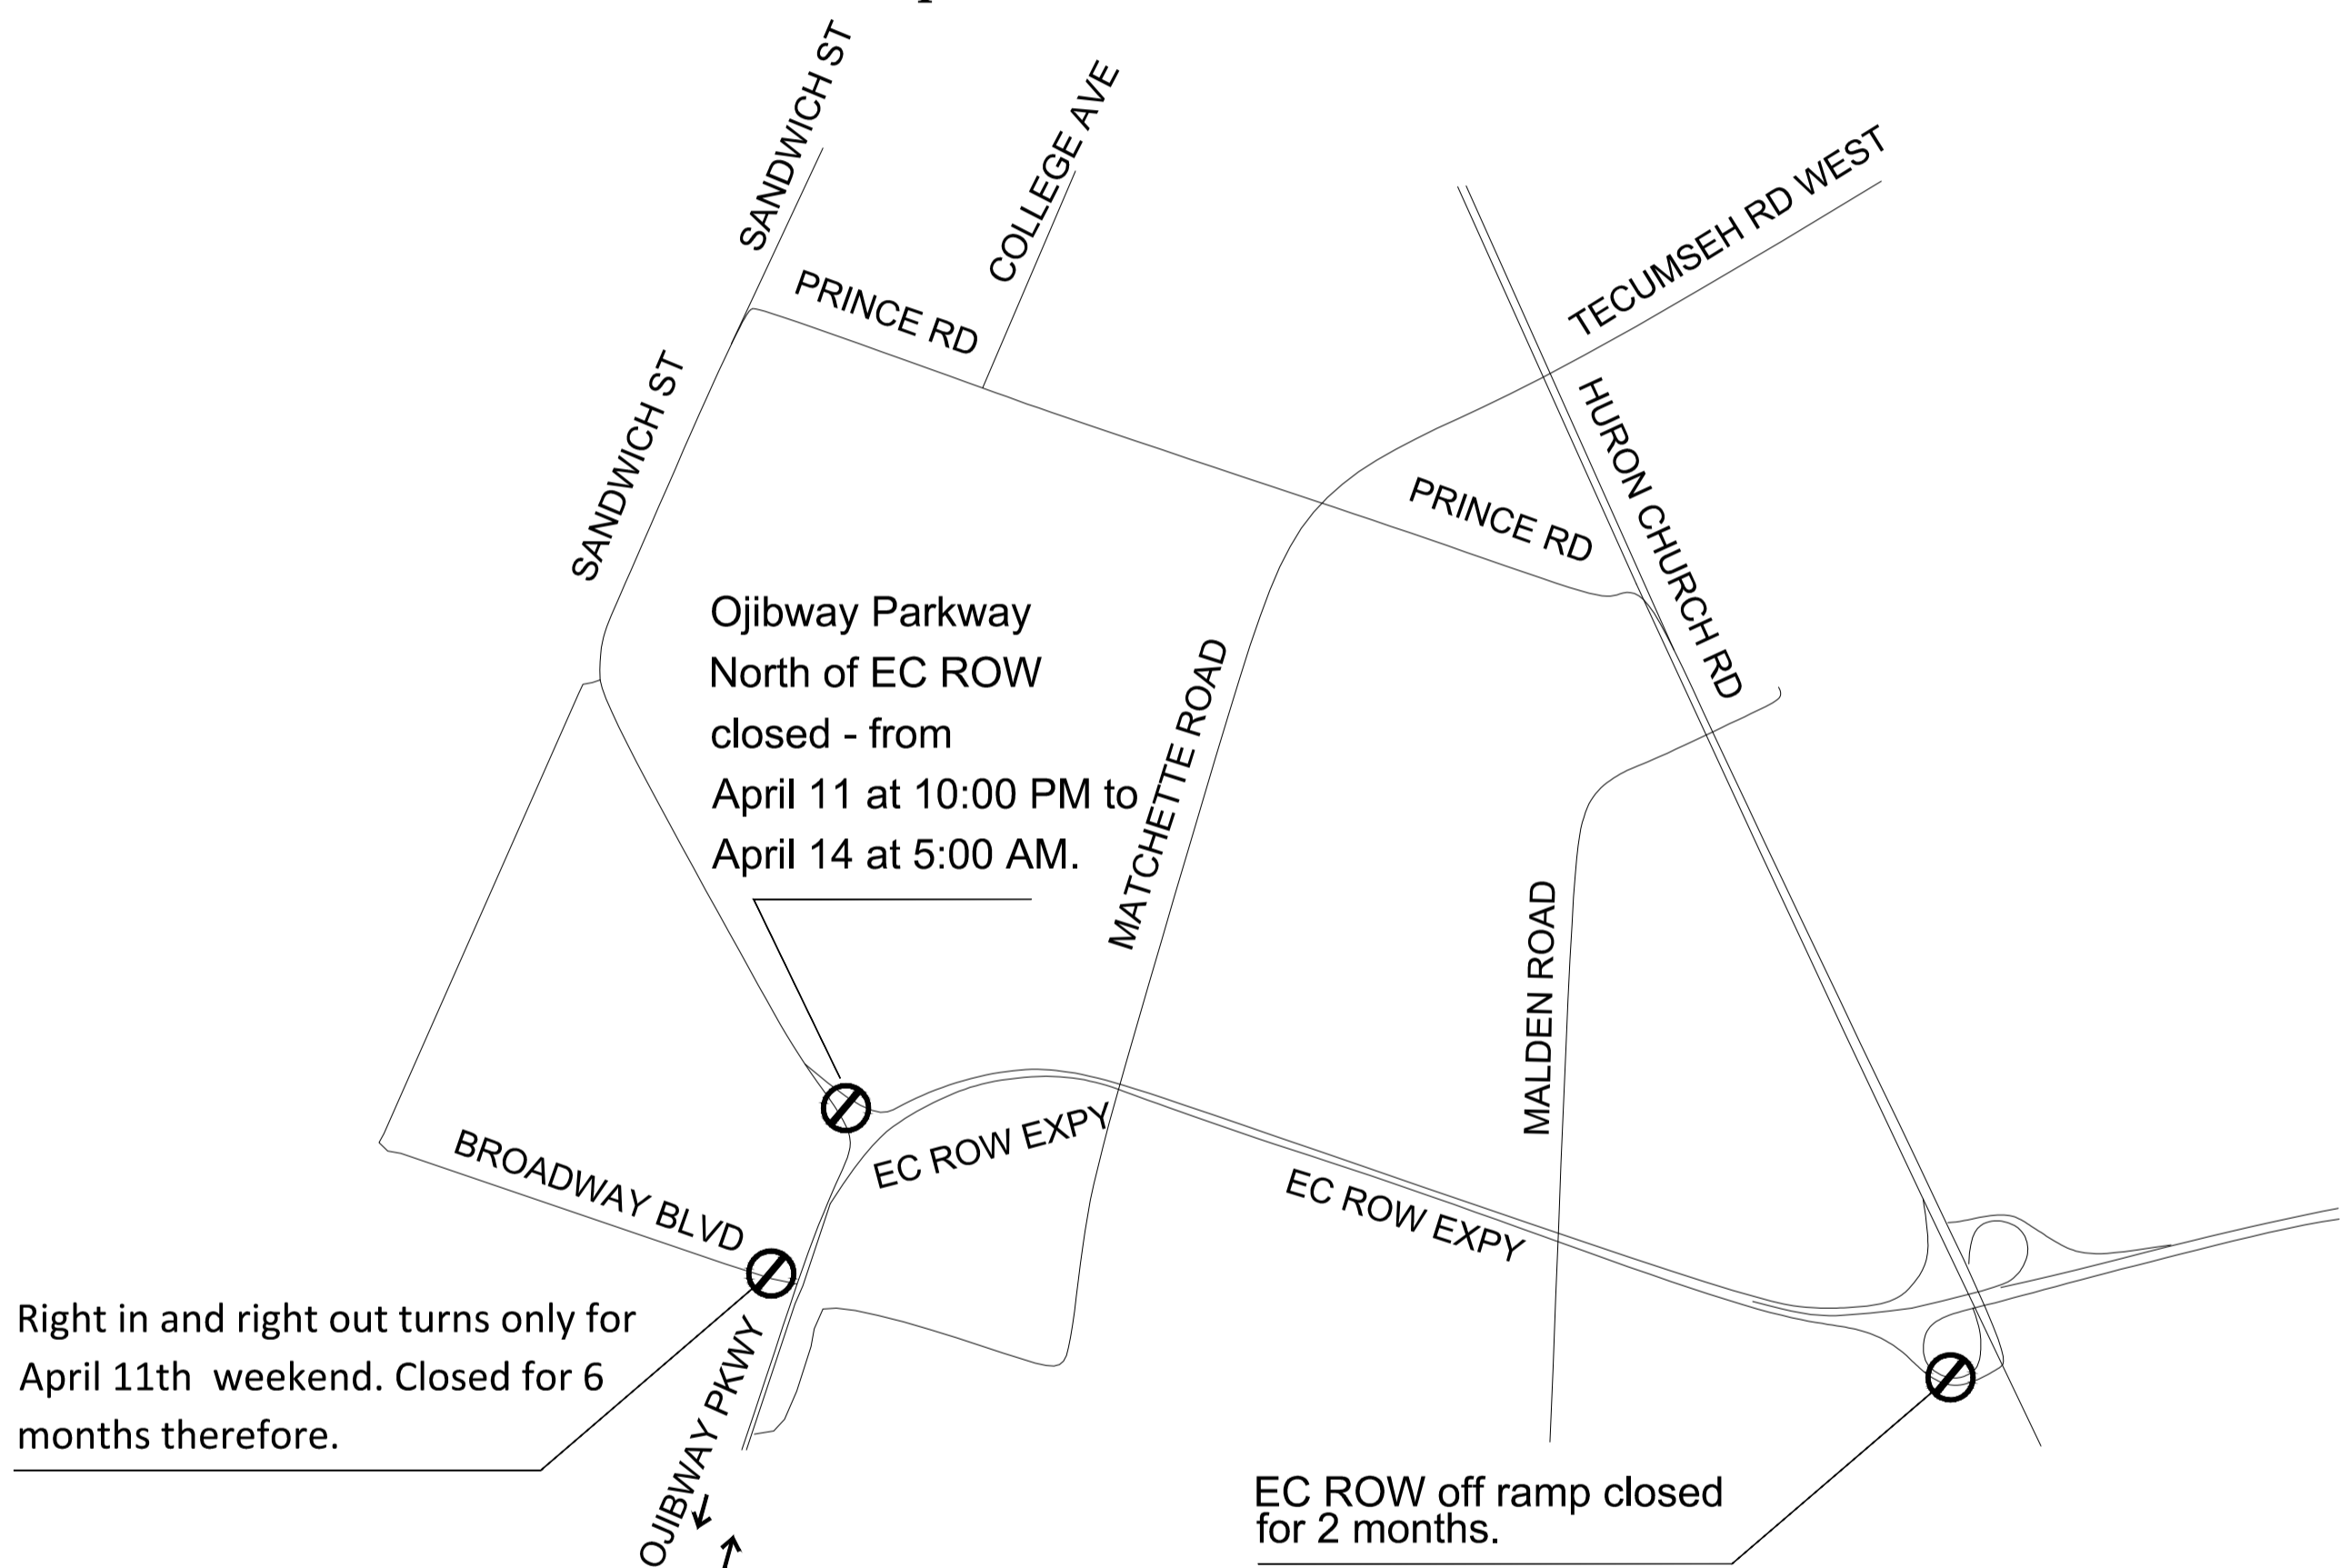 SANDWICH ST
COLLEGE AVE
TECUMSEH RD WEST
PRINCE RD
SANDWICH ST
HURON CHURCH RD
PRINCE RD
Ojibway Parkway
North of EC ROW
closed - from
April 11 at 10:00 PM to
April 14 at 5:00 AM.
MATCHETTE ROAD
MALDEN ROAD
EC ROW EXPY
BROADWAY BLVD
EC ROW EXPY
Right in and right out turns only for
April 11th weekend. Closed for 6
months therefore.
OJIBWAY PKWY
EC ROW off ramp closed
for 2 months.